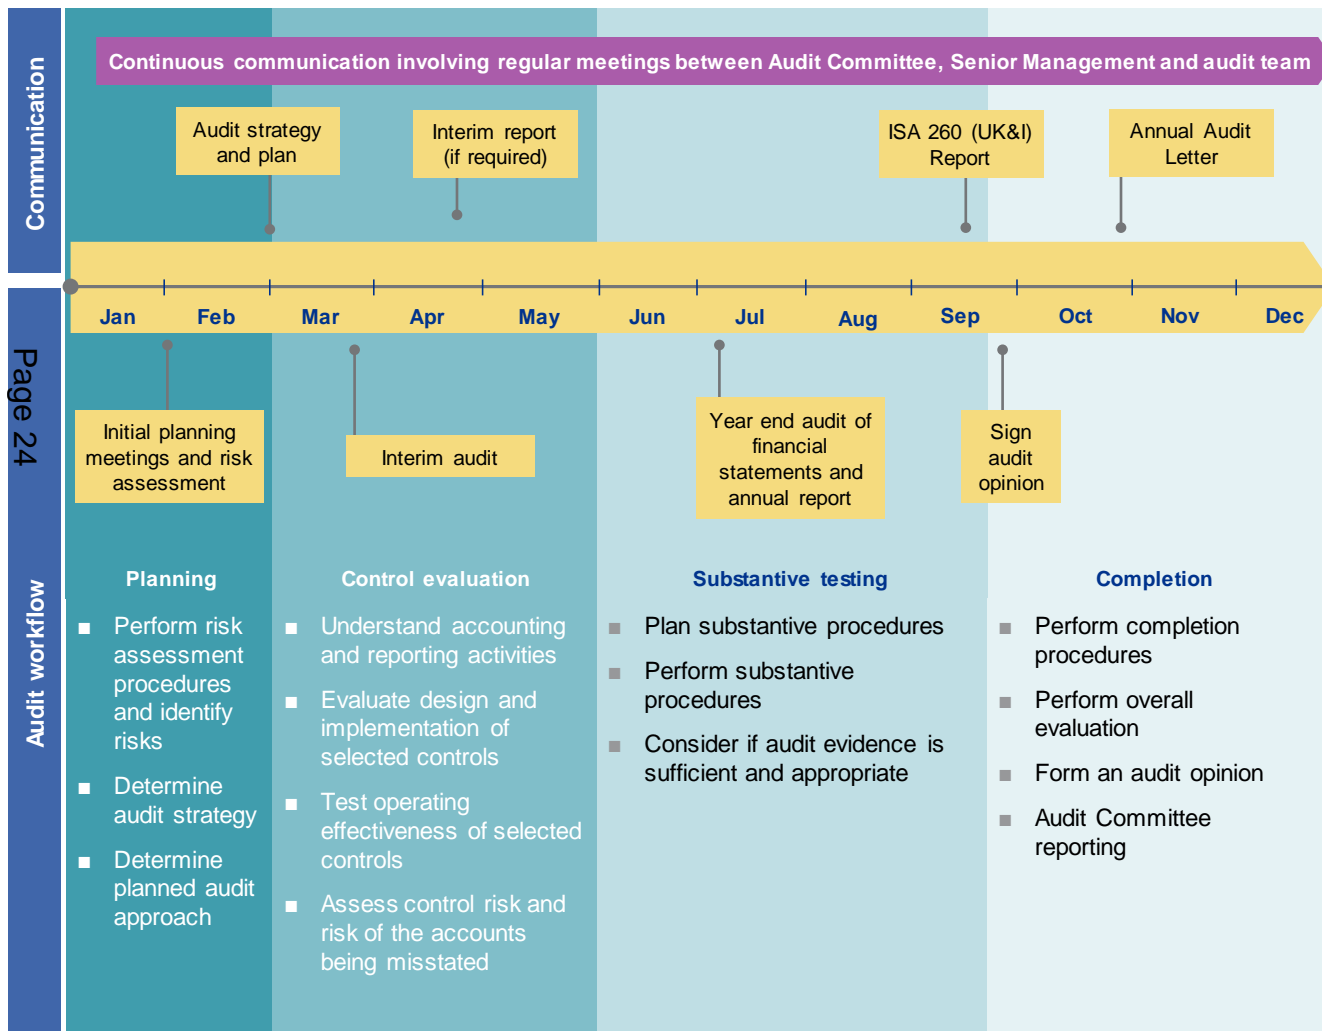 Communication
Continuous communication involving regular meetings between Audit Committee, Senior Management and audit team
Audit strategy
and plan
Interim report
(if required)
ISA 260 (UK&I)
Report
Annual Audit
Letter
Jan
Feb
Mar
Apr
May
Jun
Jul
Aug
Sep
Oct
Nov
Dec
Page 24
Initial planning
meetings and risk
assessment
Interim audit
Year end audit of
financial
statements and
annual report
Sign
audit
opinion
Audit workflow
Planning
■ Perform risk
assessment
procedures
and identify
risks
■ Determine
audit strategy
■ Determine
planned audit
approach
Control evaluation
■ Understand accounting
and reporting activities
■ Evaluate design and
implementation of
selected controls
■ Test operating
effectiveness of selected
controls
■ Assess control risk and
risk of the accounts
being misstated
Substantive testing
■ Plan substantive procedures
■ Perform substantive
procedures
■ Consider if audit evidence is
sufficient and appropriate
Completion
■ Perform completion
procedures
■ Perform overall
evaluation
■ Form an audit opinion
■ Audit Committee
reporting